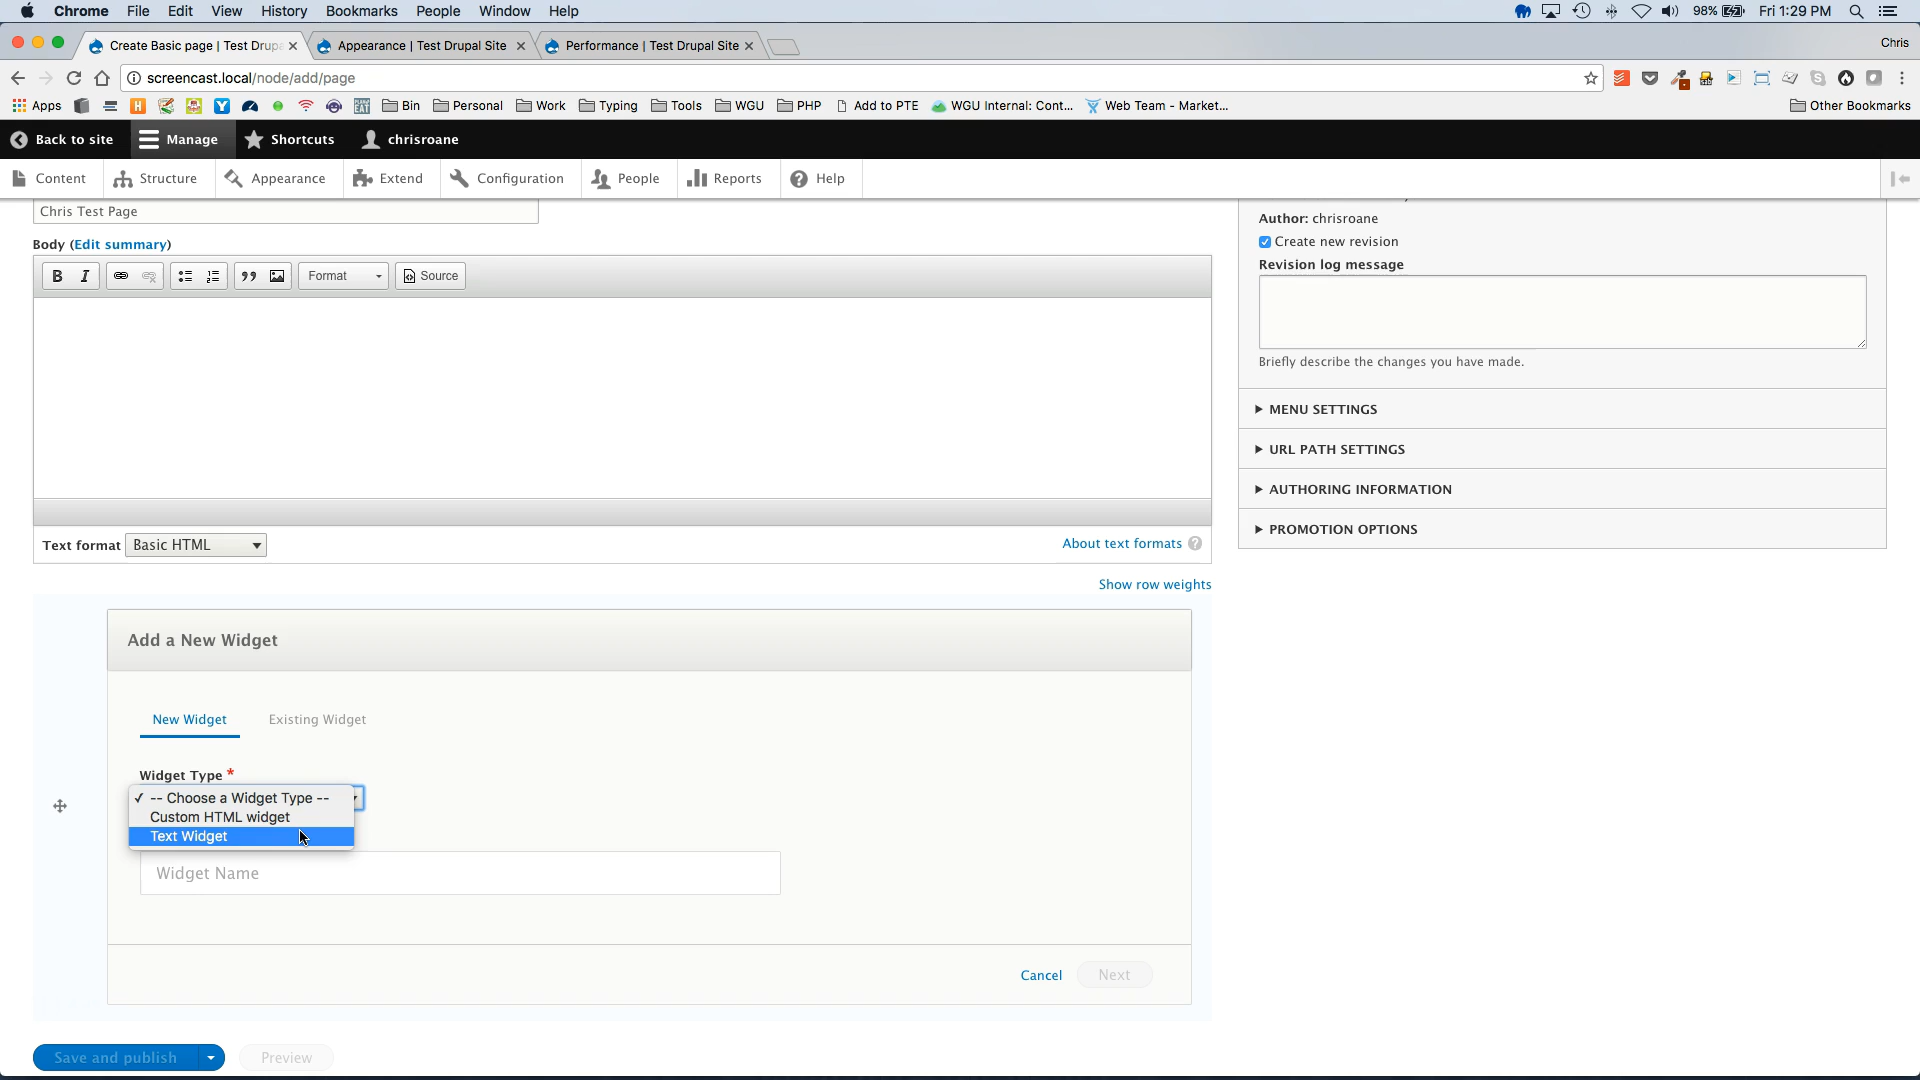 Chrome File Edit View History Bookmarks People Window Help 98% Fri 1:29 PM
Create Basic page | Test Drupa Appearance | Test Drupal Site Performance | Test Drupal Site Chris
screencast.local/node/add/page
Apps Bin Personal Work Typing Tools WGU PHP Add to PTE WGU Internal: Cont... Web Team - Market... Other Bookmarks
Back to site Manage Shortcuts chrisroane
Content Structure Appearance Extend Configuration People Reports Help
Chris Test Page
Body (Edit summary)
B I Format Source
Text format Basic HTML About text formats ?
Show row weights
Add a New Widget
New Widget Existing Widget
Widget Type *
✓ -- Choose a Widget Type --
Custom HTML widget
Text Widget
Widget Name
Cancel Next
Save and publish Preview
Author: chrisroane
Create new revision
Revision log message
Briefly describe the changes you have made.
MENU SETTINGS
URL PATH SETTINGS
AUTHORING INFORMATION
PROMOTION OPTIONS